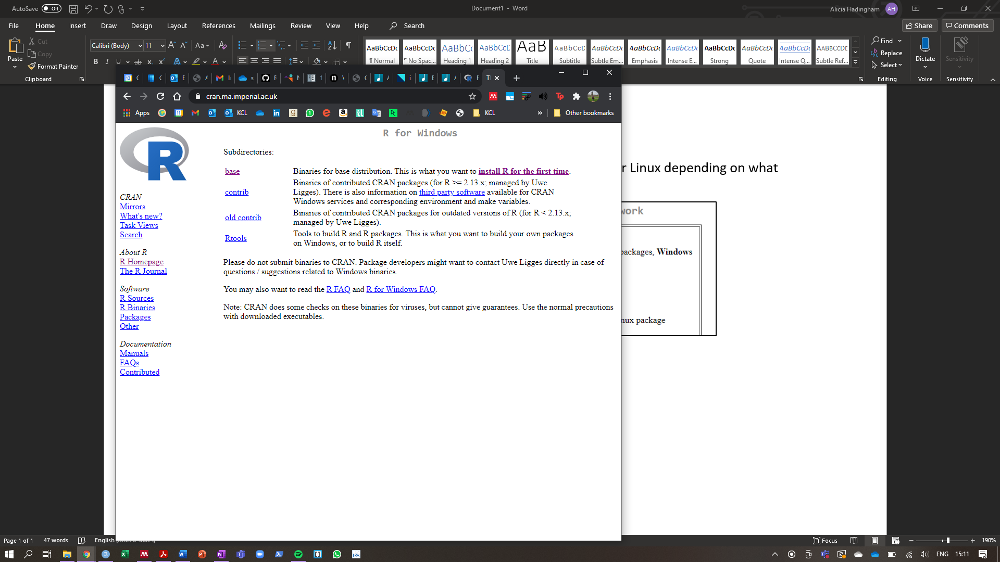 AutoSave Off
Document1 - Word
Alicia Hadingham AH
File Home Insert Draw Design Layout References Mailings Review View Help Search
Share Comments
Paste
Cut
Copy
Format Painter
Clipboard
Calibri (Body) 11
AaBbCcDc AaBbCcDc AaBbCc AaBbCcD AaB AaBbCcD AaBbCcDc AaBbCcDc AaBbCcDc AaBbCcDc AaBbCcDc AaBbCcDc AABBCCDE
¶ Normal ¶ No Spac... Heading 1 Heading 2 Title Subtitle Subtle Em... Emphasis Intense E... Strong Quote Intense Q... Subtle Ref...
Find
Replace
Select
Editing
Dictate
Voice
Sensitivity
Sensitivity
cran.ma.imperial.ac.uk
Apps KCL KCL » Other bookmarks
R
R for Windows
Subdirectories:
base Binaries for base distribution. This is what you want to install R for the first time.
contrib Binaries of contributed CRAN packages (for R >= 2.13.x; managed by Uwe
Ligges). There is also information on third party software available for CRAN
Windows services and corresponding environment and make variables.
old contrib Binaries of contributed CRAN packages for outdated versions of R (for R < 2.13.x;
managed by Uwe Ligges).
Rtools Tools to build R and R packages. This is what you want to build your own packages
on Windows, or to build R itself.
Please do not submit binaries to CRAN. Package developers might want to contact Uwe Ligges directly in case of
questions / suggestions related to Windows binaries.
You may also want to read the R FAQ and R for Windows FAQ.
Note: CRAN does some checks on these binaries for viruses, but cannot give guarantees. Use the normal precautions
with downloaded executables.
CRAN
Mirrors
What's new?
Task Views
Search
About R
R Homepage
The R Journal
Software
R Sources
R Binaries
Packages
Other
Documentation
Manuals
FAQs
Contributed
r Linux depending on what
work
packages, Windows
nux package
Page 1 of 1 47 words English (United States) Focus 190%
ENG 15:11